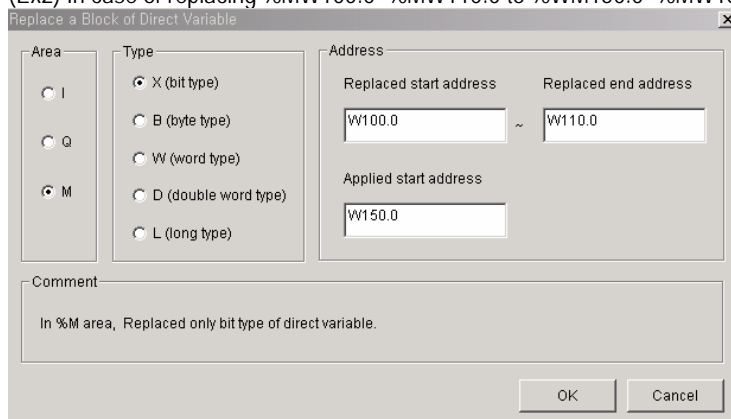 Replace a Block of Direct Variable
Area
I
Q
M
Type
X (bit type)
B (byte type)
W (word type)
D (double word type)
L (long type)
Address
Replaced start address
Replaced end address
W100.0
~
W110.0
Applied start address
W150.0
Comment
In %M area, Replaced only bit type of direct variable.
OK
Cancel